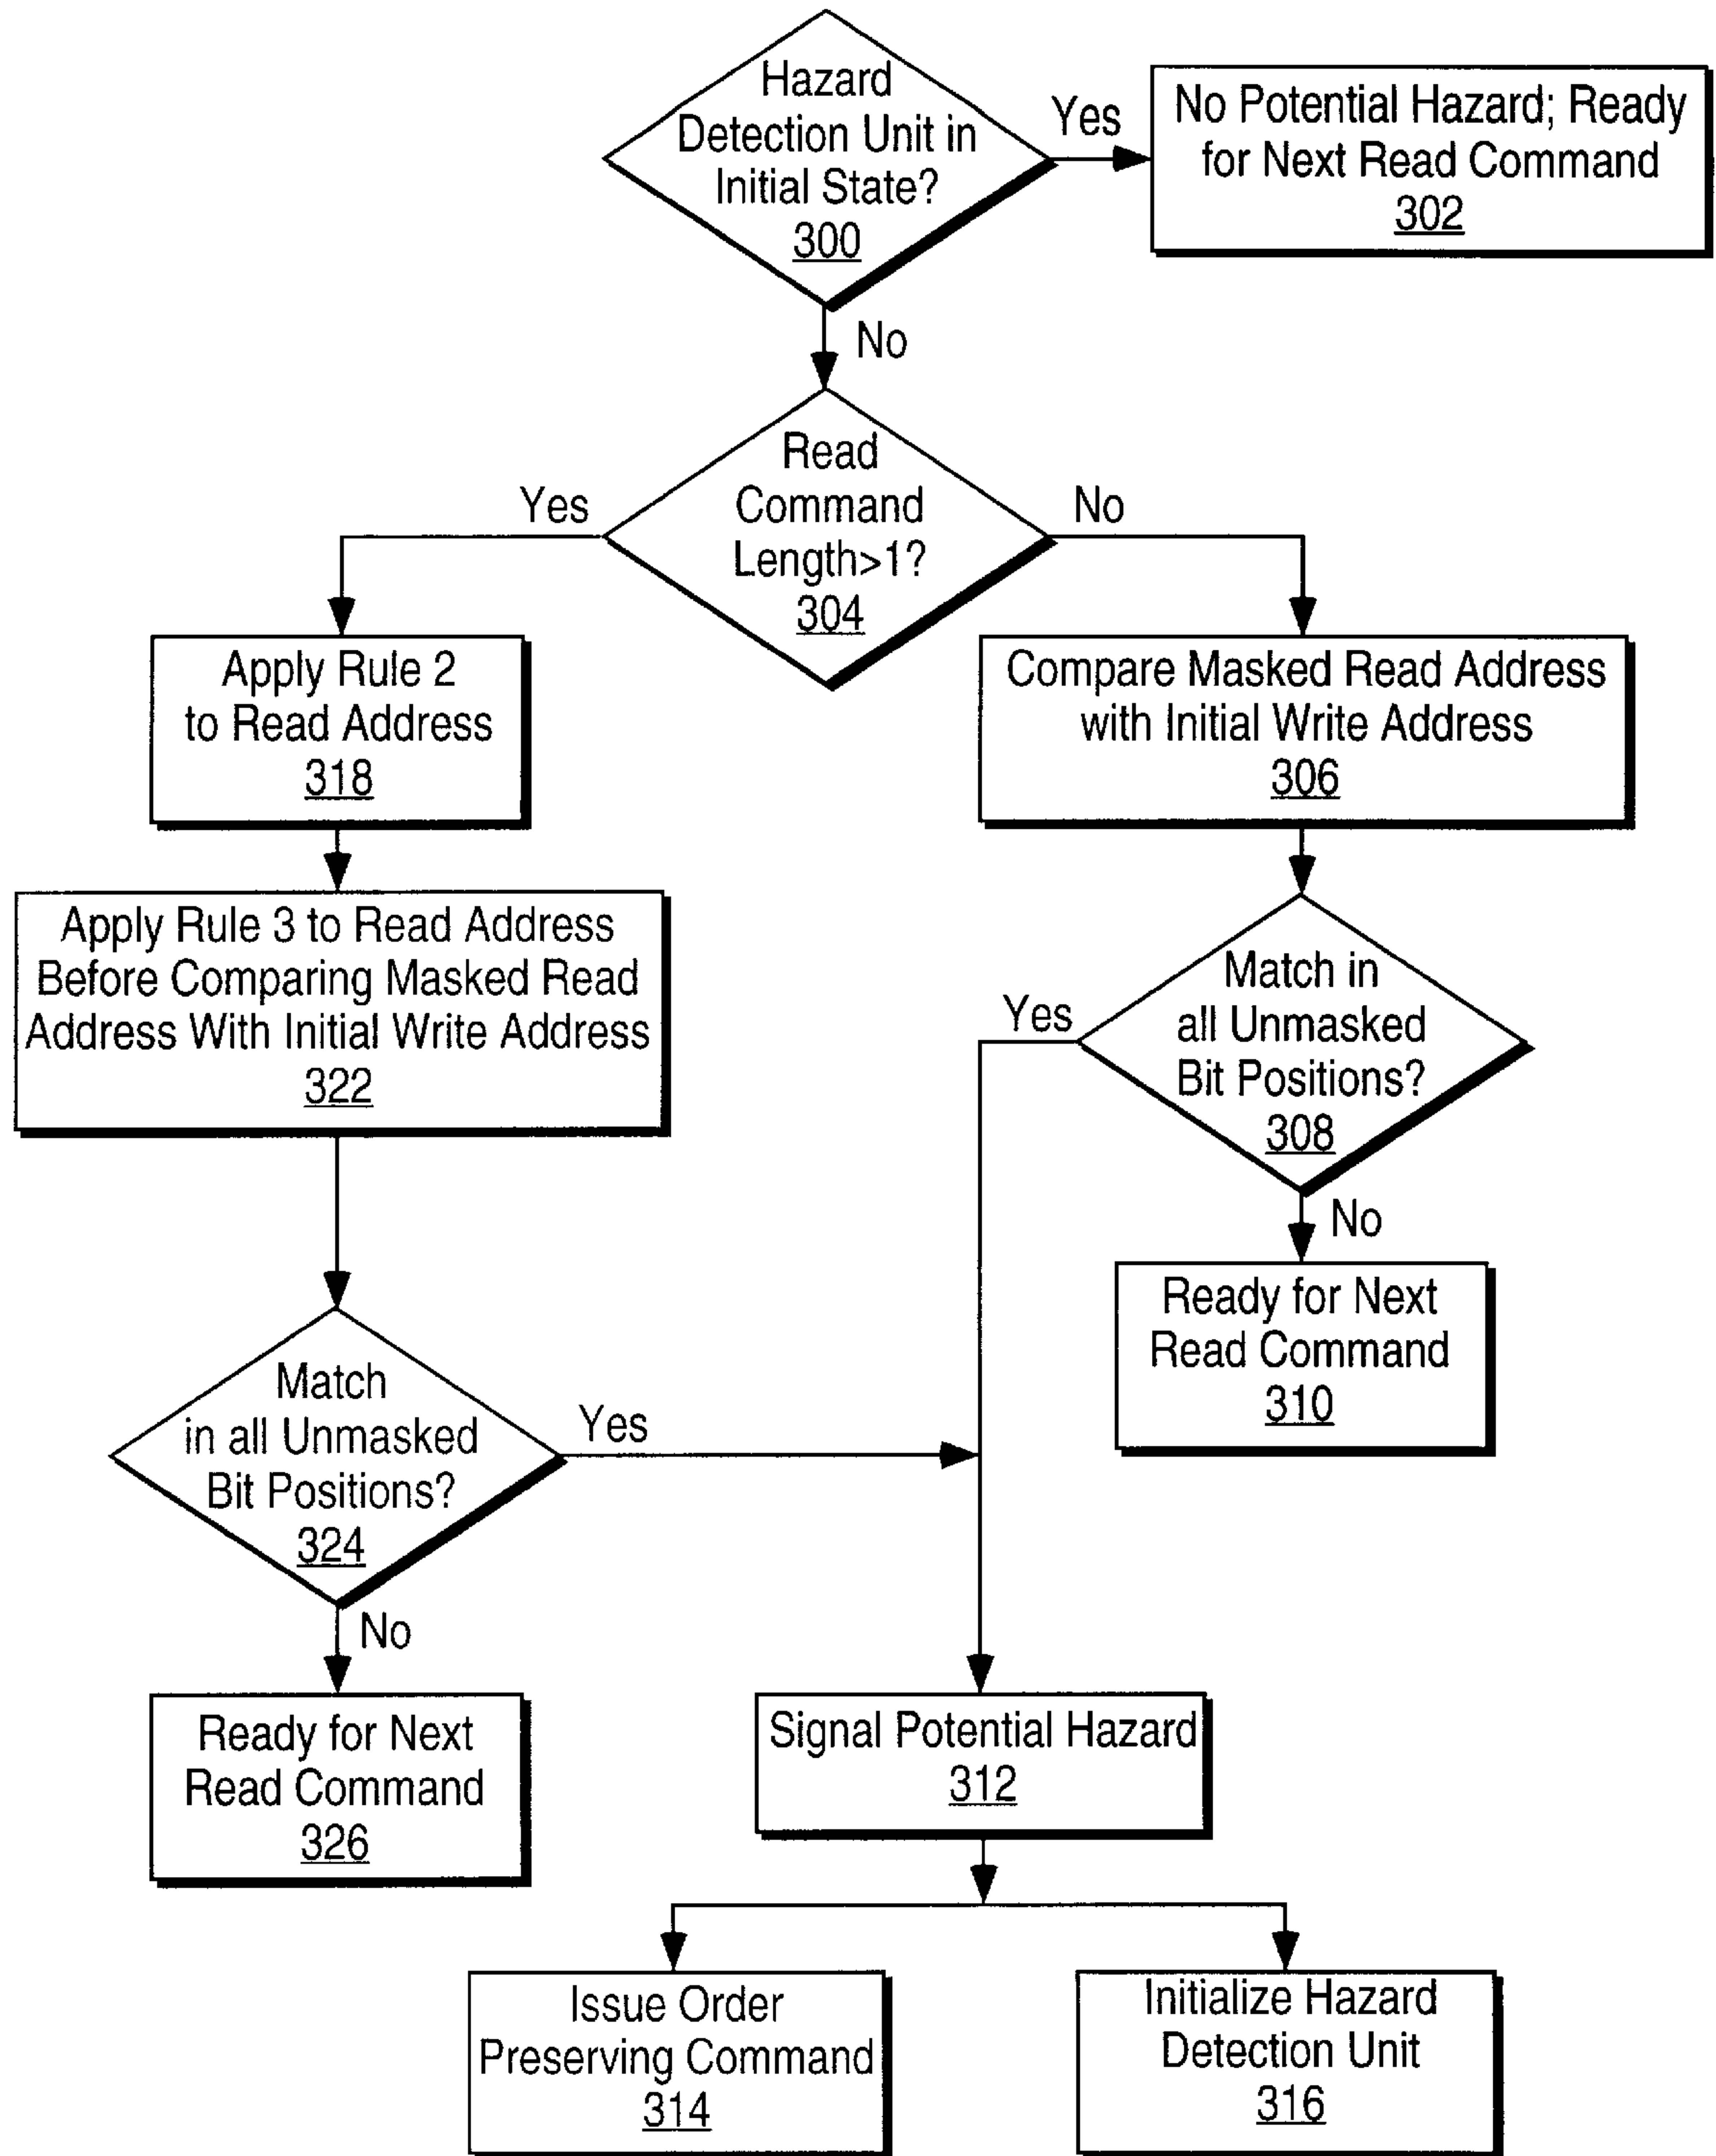 Hazard
Detection Unit in
Initial State?
300
Yes
No Potential Hazard; Ready
for Next Read Command
302
No
Read
Command
Length>1?
304
Yes
No
Apply Rule 2
to Read Address
318
Compare Masked Read Address
with Initial Write Address
306
Apply Rule 3 to Read Address
Before Comparing Masked Read
Address With Initial Write Address
322
Match in
all Unmasked
Bit Positions?
308
Yes
No
Ready for Next
Read Command
310
Match
in all Unmasked
Bit Positions?
324
Yes
No
Ready for Next
Read Command
326
Signal Potential Hazard
312
Issue Order
Preserving Command
314
Initialize Hazard
Detection Unit
316